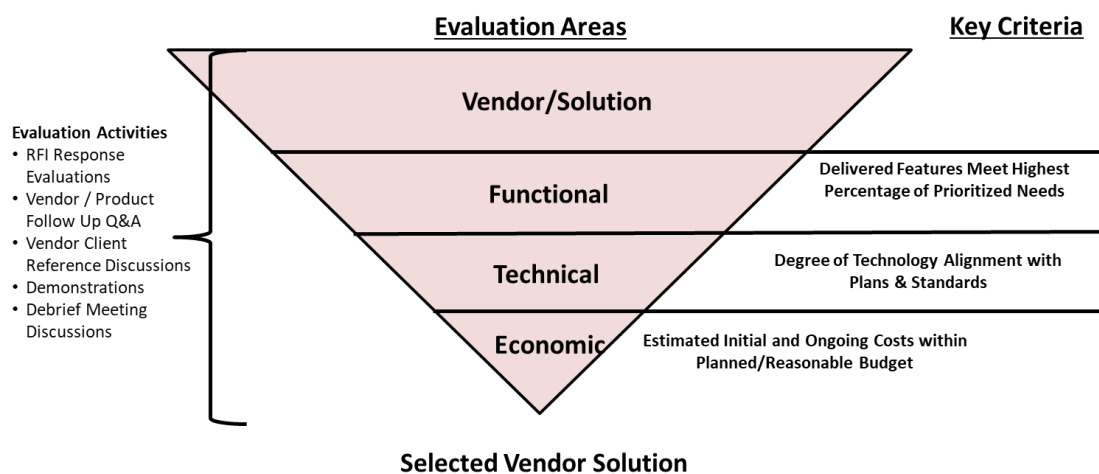 Evaluation Areas
Key Criteria
Vendor/Solution
Evaluation Activities
• RFI Response
Evaluations
• Vendor / Product
Follow Up Q&A
• Vendor Client
Reference Discussions
• Demonstrations
• Debrief Meeting
Discussions
Functional
Delivered Features Meet Highest
Percentage of Prioritized Needs
Technical
Degree of Technology Alignment with
Plans & Standards
Economic
Estimated Initial and Ongoing Costs within
Planned/Reasonable Budget
Selected Vendor Solution